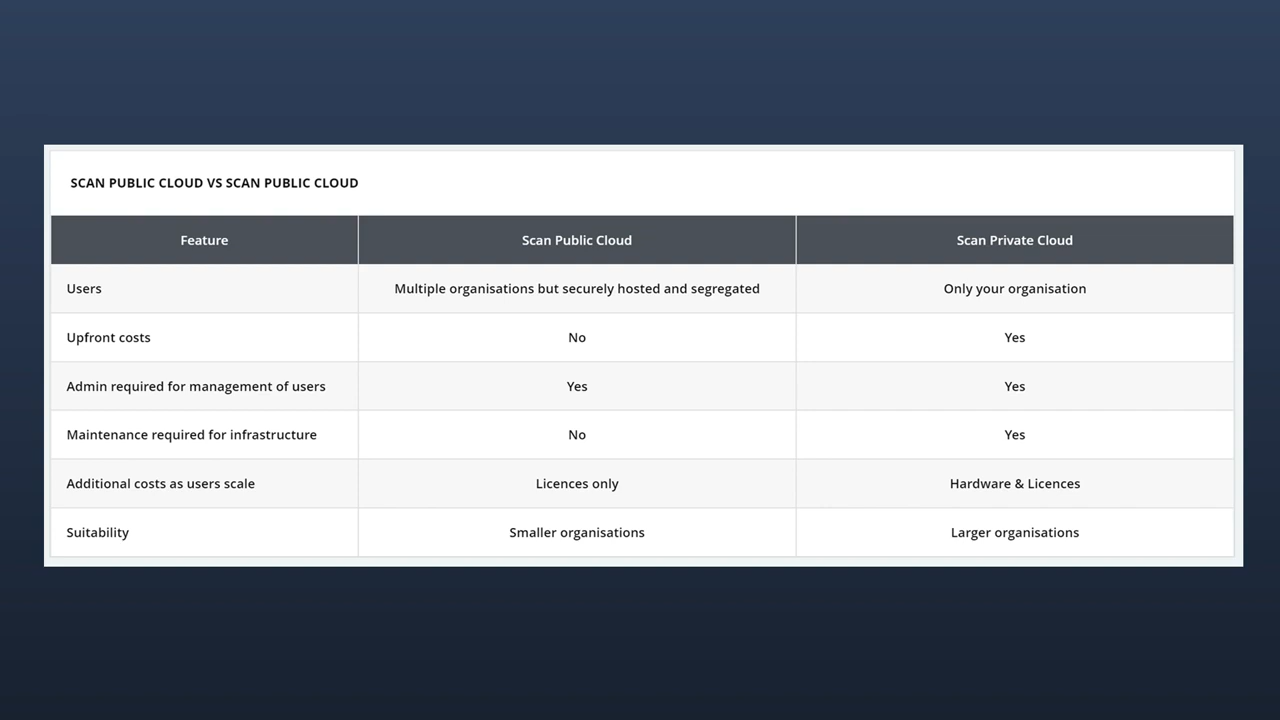 SCAN PUBLIC CLOUD VS SCAN PUBLIC CLOUD
Feature Scan Public Cloud Scan Private Cloud
Users Multiple organisations but securely hosted and segregated Only your organisation
Upfront costs No Yes
Admin required for management of users Yes Yes
Maintenance required for infrastructure No Yes
Additional costs as users scale Licences only Hardware & Licences
Suitability Smaller organisations Larger organisations